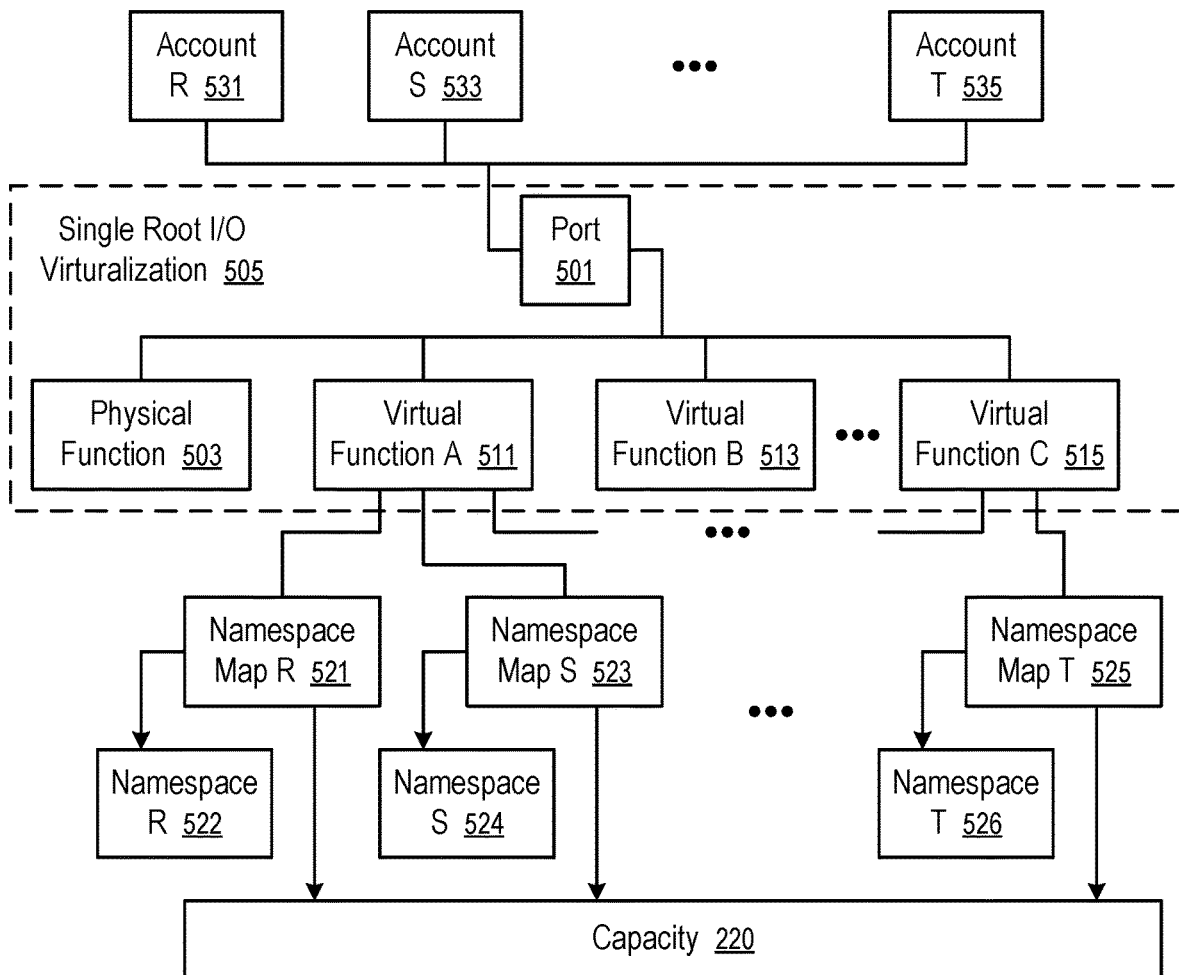 Account
R 531
Account
S 533
Account
T 535
Single Root I/O
Virturalization 505
Port
501
Physical
Function 503
Virtual
Function A 511
Virtual
Function B 513
Virtual
Function C 515
Namespace
Map R 521
Namespace
Map S 523
Namespace
Map T 525
Namespace
R 522
Namespace
S 524
Namespace
T 526
Capacity 220